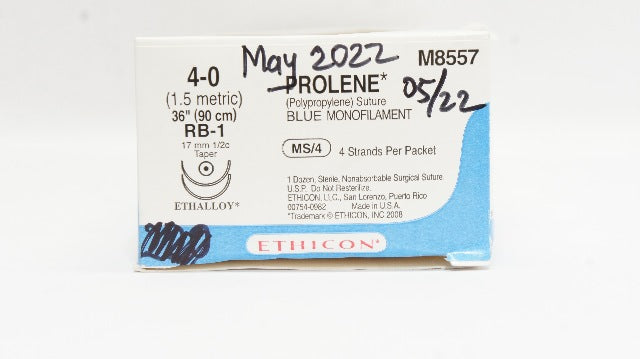 May 2022
4-0
(1.5 metric)
36" (90 cm)
RB-1
17 mm 1/2c
Taper
ETHALLOY*
PROLENE*
(Polypropylene) Suture
BLUE MONOFILAMENT
M8557
05/22
MS/4 4 Strands Per Packet
1 Dozen, Sterile, Nonabsorbable Surgical Suture
U.S.P. Do Not Resterilize.
ETHICON, LLC., San Lorenzo, Puerto Rico
00754-0982 Made in U.S.A.
*Trademark © ETHICON, INC 2008
ETHICON*